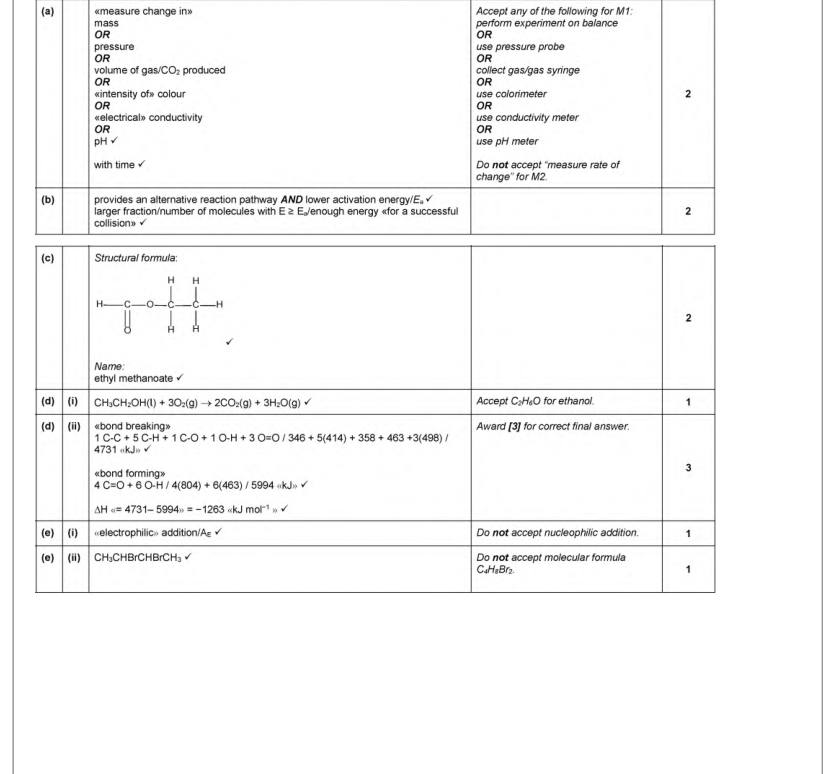 (a) «measure change in» Accept any of the following for M1:
mass perform experiment on balance
OR OR
pressure use pressure probe
OR OR
volume of gas/CO₂ produced collect gas/gas syringe
OR OR
«intensity of» colour use colorimeter 2
OR OR
«electrical» conductivity use conductivity meter
OR OR
pH ✓ use pH meter
with time ✓ Do not accept "measure rate of
change" for M2.
(b) provides an alternative reaction pathway AND lower activation energy/Eₐ ✓
larger fraction/number of molecules with E ≥ Eₐ/enough energy «for a successful 2
collision» ✓
(c) Structural formula:
H H
H C O C C H
O H H 2
✓
Name:
ethyl methanoate ✓
(d) (i) CH₃CH₂OH(l) + 3O₂(g) → 2CO₂(g) + 3H₂O(g) ✓ Accept C₂H₆O for ethanol. 1
(d) (ii) «bond breaking» Award [3] for correct final answer.
1 C-C + 5 C-H + 1 C-O + 1 O-H + 3 O=O / 346 + 5(414) + 358 + 463 +3(498) /
4731 «kJ» ✓
«bond forming» 3
4 C=O + 6 O-H / 4(804) + 6(463) / 5994 «kJ» ✓
ΔH «= 4731– 5994» = −1263 «kJ mol⁻¹ » ✓
(e) (i) «electrophilic» addition/Aᴇ ✓ Do not accept nucleophilic addition. 1
(e) (ii) CH₃CHBrCHBrCH₃ ✓ Do not accept molecular formula
C₄H₈Br₂. 1